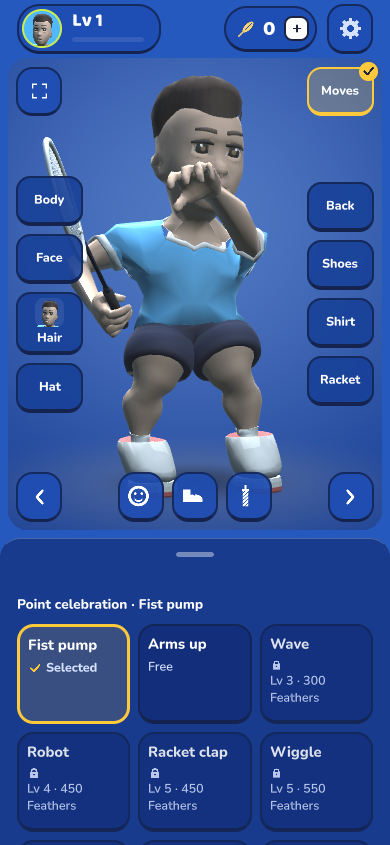 Lv 1
0
+
Moves
Body
Back
Face
Shoes
Hair
Shirt
Hat
Racket
Point celebration · Fist pump
Fist pump
Selected
Arms up
Free
Wave
Lv 3 · 300
Feathers
Robot
Lv 4 · 450
Feathers
Racket clap
Lv 5 · 450
Feathers
Wiggle
Lv 5 · 550
Feathers